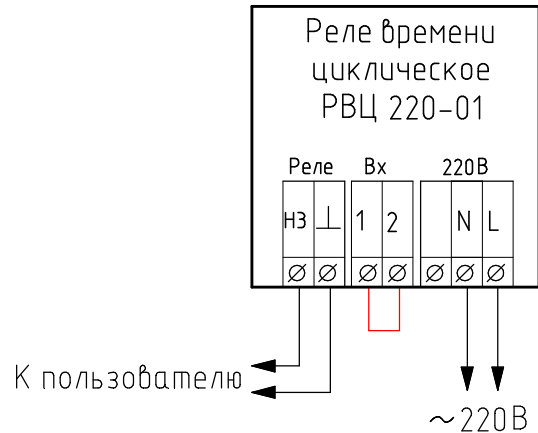 Реле времени
циклическое
РВЦ 220-01
Реле Вх 220В
НЗ ⊥ 1 2 N L
К пользователю
~220В